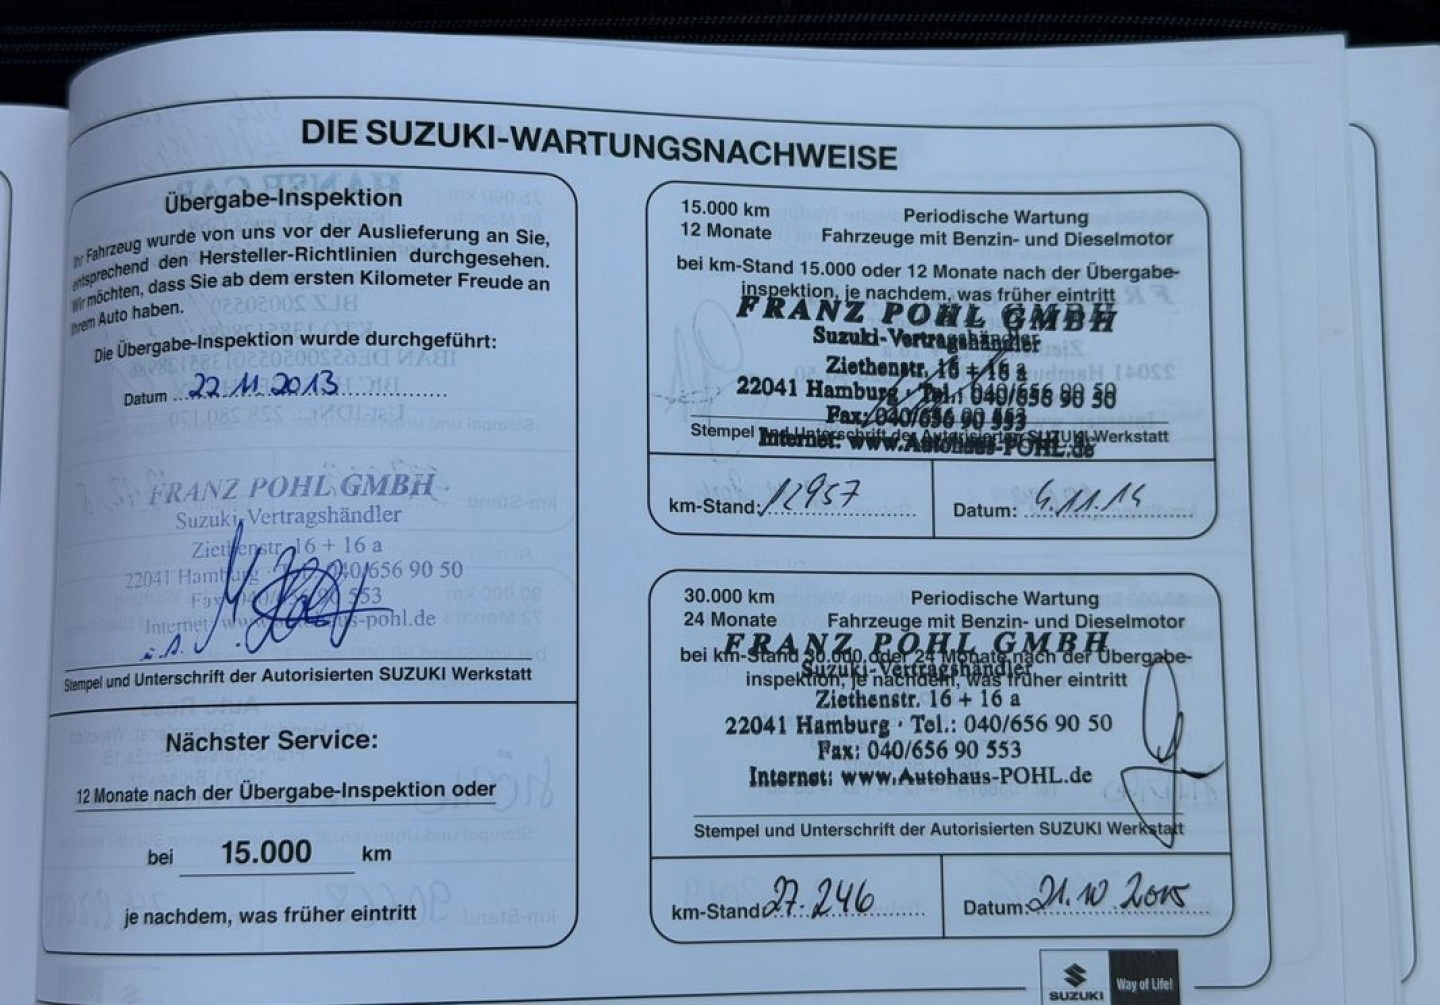 DIE SUZUKI-WARTUNGSNACHWEISE
Übergabe-Inspektion
Ihr Fahrzeug wurde von uns vor der Auslieferung an Sie,
entsprechend den Hersteller-Richtlinien durchgesehen.
Wir möchten, dass Sie ab dem ersten Kilometer Freude an
Ihrem Auto haben.
Die Übergabe-Inspektion wurde durchgeführt:
Datum 22.11.2013
FRANZ POHL GMBH
Suzuki Vertragshändler
Ziethenstr. 16 + 16 a
22041 Hamburg · Tel.: 040/656 90 50
Fax: 040/656 90 553
Internet: www.autohaus-pohl.de
Stempel und Unterschrift der Autorisierten SUZUKI Werkstatt
Nächster Service:
12 Monate nach der Übergabe-Inspektion oder
bei 15.000 km
je nachdem, was früher eintritt
15.000 km Periodische Wartung
12 Monate Fahrzeuge mit Benzin- und Dieselmotor
bei km-Stand 15.000 oder 12 Monate nach der Übergabe-
inspektion, je nachdem, was früher eintritt
FRANZ POHL GMBH
Suzuki-Vertragshändler
Ziethenstr. 16 + 16 a
22041 Hamburg · Tel.: 040/656 90 50
Fax: 040/656 90 553
Stempel und Unterschrift der Autorisierten SUZUKI-Werkstatt
Internet: www.Autohaus-POHL.de
km-Stand: 12957 Datum: 4.11.14
30.000 km Periodische Wartung
24 Monate Fahrzeuge mit Benzin- und Dieselmotor
FRANZ POHL GMBH
bei km-Stand 30.000 oder 24 Monate nach der Übergabe-
Suzuki-Vertragshändler
inspektion, je nachdem, was früher eintritt
Ziethenstr. 16 + 16 a
22041 Hamburg · Tel.: 040/656 90 50
Fax: 040/656 90 553
Internet: www.Autohaus-POHL.de
Stempel und Unterschrift der Autorisierten SUZUKI Werkstatt
km-Stand 27.246 Datum: 21.10.2015
SUZUKI
Way of Life!